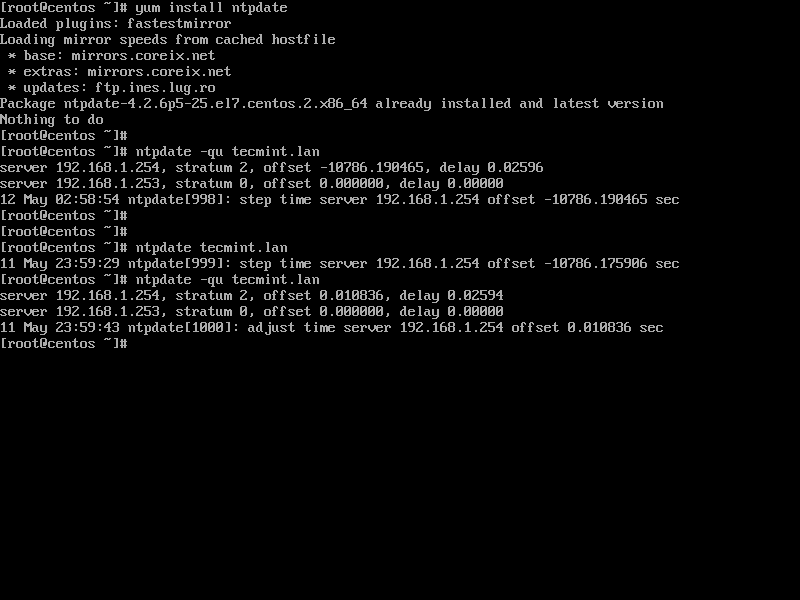 [root@centos ~]# yum install ntpdate
Loaded plugins: fastestmirror
Loading mirror speeds from cached hostfile
 * base: mirrors.coreix.net
 * extras: mirrors.coreix.net
 * updates: ftp.ines.lug.ro
Package ntpdate-4.2.6p5-25.el7.centos.2.x86_64 already installed and latest version
Nothing to do
[root@centos ~]#
[root@centos ~]# ntpdate -qu tecmint.lan
server 192.168.1.254, stratum 2, offset -10786.190465, delay 0.02596
server 192.168.1.253, stratum 0, offset 0.000000, delay 0.00000
12 May 02:58:54 ntpdate[998]: step time server 192.168.1.254 offset -10786.190465 sec
[root@centos ~]#
[root@centos ~]#
[root@centos ~]# ntpdate tecmint.lan
11 May 23:59:29 ntpdate[999]: step time server 192.168.1.254 offset -10786.175906 sec
[root@centos ~]# ntpdate -qu tecmint.lan
server 192.168.1.254, stratum 2, offset 0.010836, delay 0.02594
server 192.168.1.253, stratum 0, offset 0.000000, delay 0.00000
11 May 23:59:43 ntpdate[1000]: adjust time server 192.168.1.254 offset 0.010836 sec
[root@centos ~]#